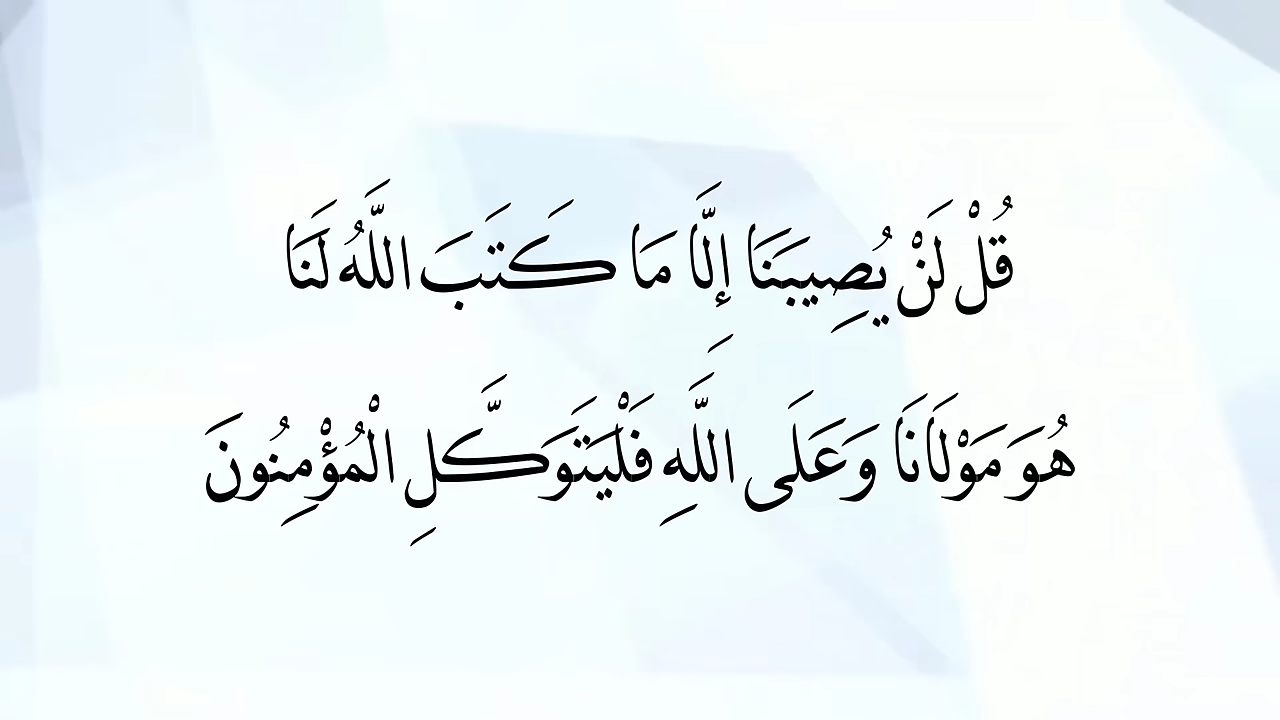 قُلْ لَنْ يُصِيبَنَا إِلَّا مَا كَتَبَ اللَّهُ لَنَا
هُوَ مَوْلَانَا وَعَلَى اللَّهِ فَلْيَتَوَكَّلِ الْمُؤْمِنُونَ